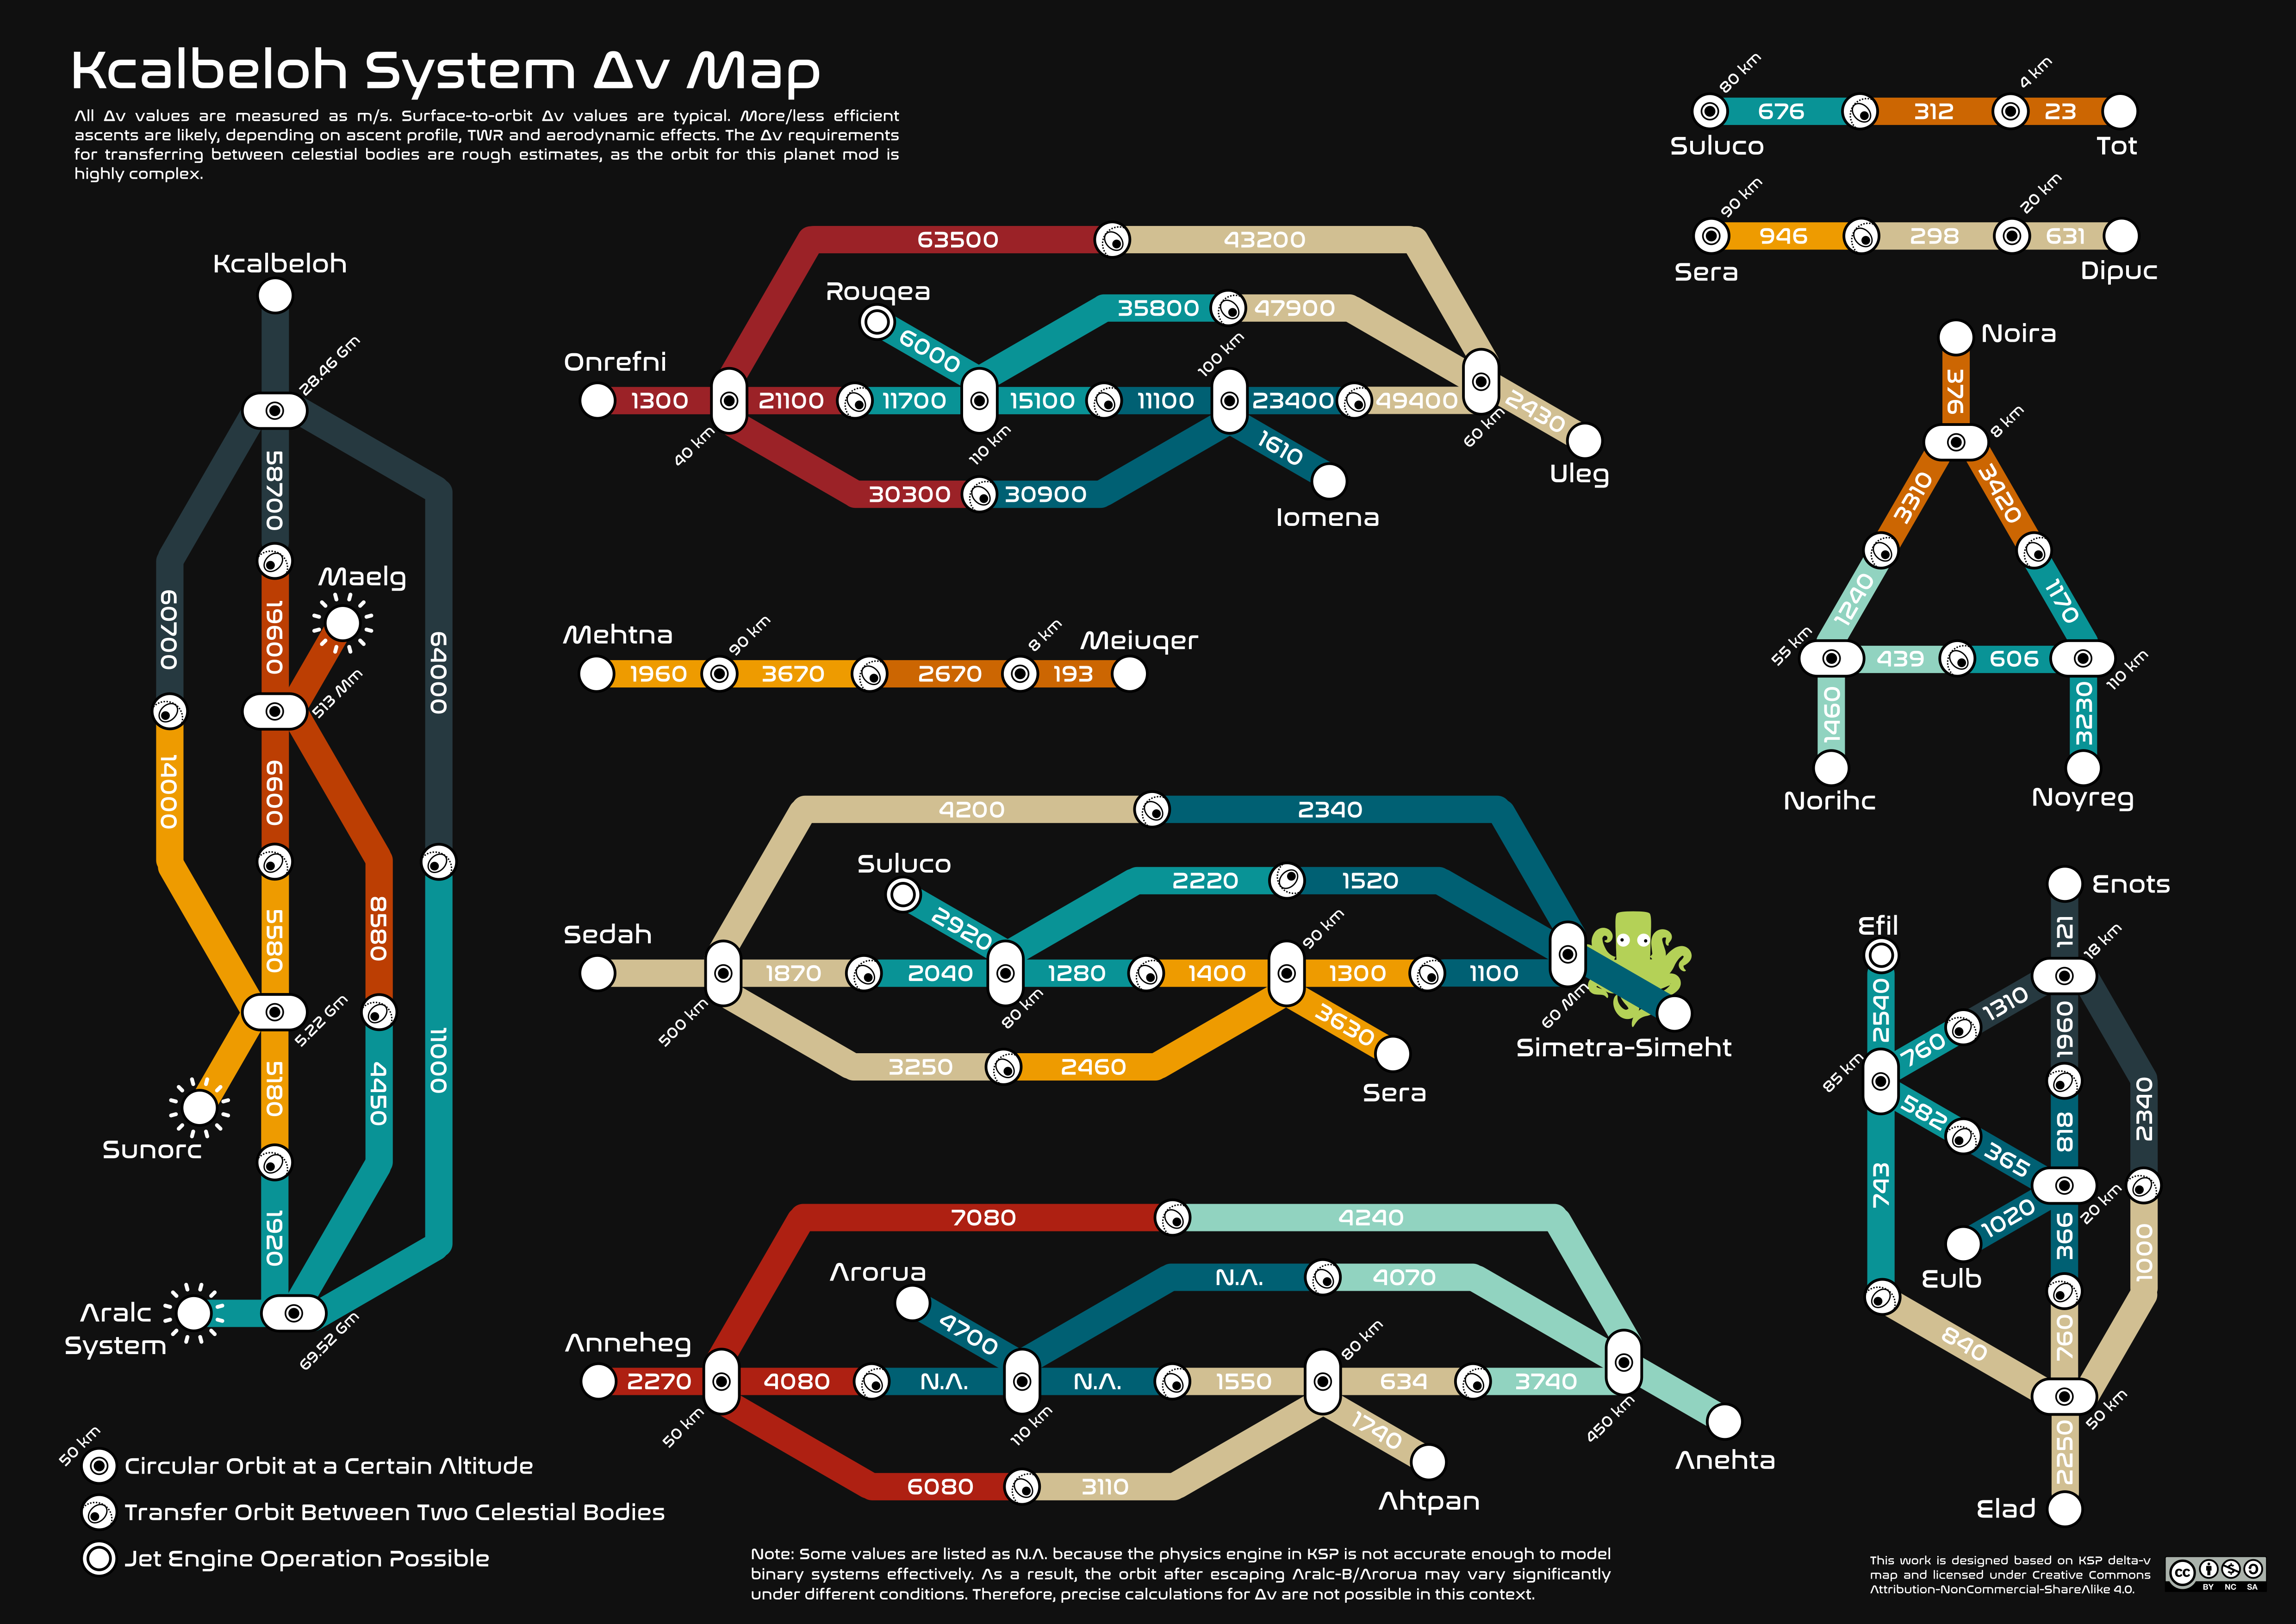 Kcalbeloh System Δv Map
All Δv values are measured as m/s. Surface-to-orbit Δv values are typical. More/less efficient
ascents are likely, depending on ascent profile, TWR and aerodynamic effects. The Δv requirements
for transferring between celestial bodies are rough estimates, as the orbit for this planet mod is
highly complex.
Kcalbeloh
28.46 Gm
58700
60700
64000
19600
Maelg
513 Mm
14000
6600
8580
5580
5.22 Gm
11000
4450
5180
Sunorc
1920
Aralc
System
69.52 Gm
50 km
Circular Orbit at a Certain Altitude
Transfer Orbit Between Two Celestial Bodies
Jet Engine Operation Possible
63500
43200
Rouqea
6000
35800
47900
100 km
Onrefni
1300
21100
11700
15100
11100
23400
49400
2430
40 km
110 km
60 km
1610
Uleg
30300
30900
Iomena
Mehtna
90 km
8 km
Meiuqer
1960
3670
2670
193
4200
2340
Suluco
2920
2220
1520
90 km
Sedah
1870
2040
1280
1400
1300
1100
500 km
80 km
3630
60 Mm
Simetra-Simeht
3250
2460
Sera
7080
4240
Arorua
4700
N.A.
4070
80 km
Anneheg
2270
4080
N.A.
N.A.
1550
634
3740
50 km
110 km
1740
450 km
Anehta
6080
3110
Ahtpan
Note: Some values are listed as N.A. because the physics engine in KSP is not accurate enough to model
binary systems effectively. As a result, the orbit after escaping Aralc-B/Arorua may vary significantly
under different conditions. Therefore, precise calculations for Δv are not possible in this context.
80 km
4 km
676
312
23
Suluco
Tot
90 km
20 km
946
298
631
Sera
Dipuc
Noira
376
8 km
3310
3420
1240
1170
55 km
439
606
110 km
1460
3230
Norihc
Noyreg
Enots
Efil
121
18 km
2540
1310
1960
760
85 km
582
818
2340
365
743
20 km
1020
366
1000
Eulb
840
760
50 km
2250
Elad
This work is designed based on KSP delta-v
map and licensed under Creative Commons
Attribution-NonCommercial-ShareAlike 4.0.
cc
BY NC SA